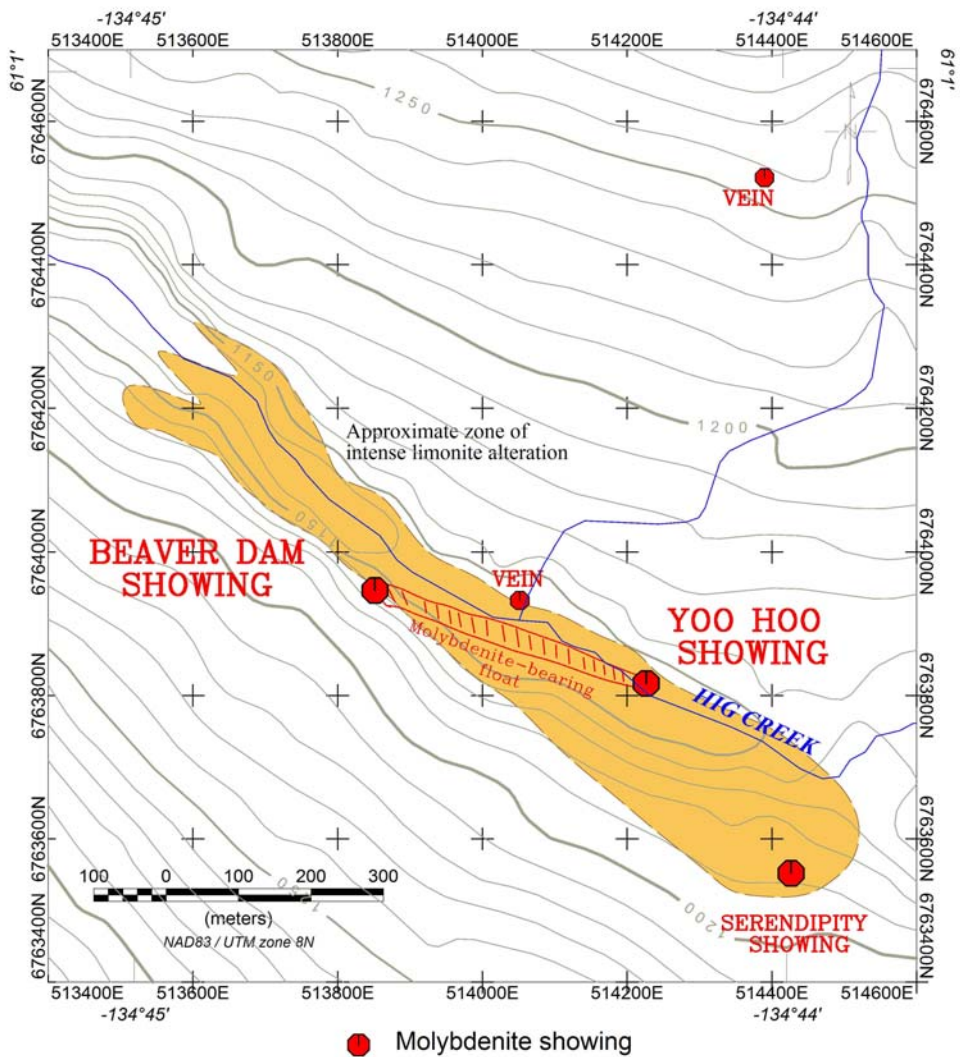 -134°45'
-134°44'
513400E
513600E
513800E
514000E
514200E
514400E
514600E
61°1'
61°1'
1250
N
6764600N
6764600N
VEIN
6764400N
6764400N
1150
6764200N
6764200N
1200
Approximate zone of
intense limonite alteration
1150
6764000N
6764000N
BEAVER DAM
SHOWING
VEIN
YOO HOO
SHOWING
Molybdenite-bearing
float
6763800N
6763800N
HIG CREEK
6763600N
6763600N
100 0 100 200 300
(meters)
NAD83 / UTM zone 8N
1250
1200
SERENDIPITY
SHOWING
6763400N
6763400N
513400E
513600E
513800E
514000E
514200E
514400E
514600E
-134°45'
-134°44'
Molybdenite showing